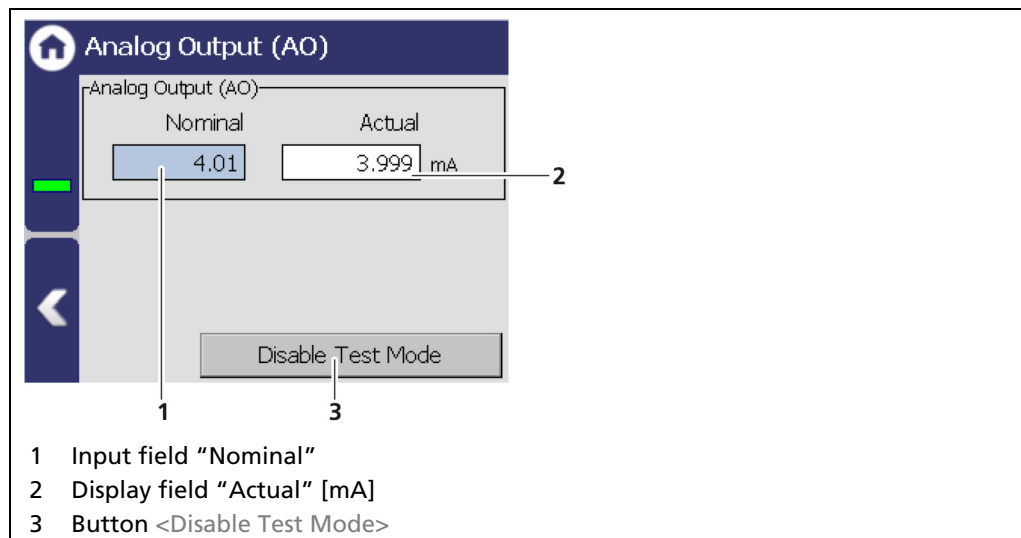 Analog Output (AO)
Analog Output (AO)
Nominal Actual
4.01 3.999 mA
2
Disable Test Mode
1 3
1 Input field “Nominal”
2 Display field “Actual” [mA]
3 Button <Disable Test Mode>